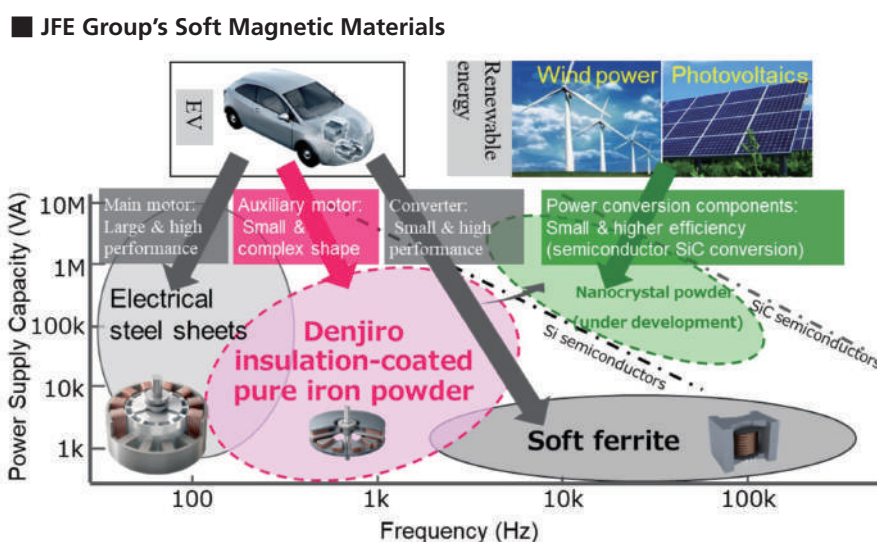 ■ JFE Group's Soft Magnetic Materials
EV
Renewable
energy
Wind power
Photovoltaics
Power Supply Capacity (VA)
10M
1M
100k
10k
1k
Main motor:
Large & high
performance
Auxiliary motor:
Small &
complex shape
Converter:
Small & high
performance
Power conversion components:
Small & higher efficiency
(semiconductor SiC conversion)
Electrical
steel sheets
Denjiro
insulation-coated
pure iron powder
Nanocrystal powder
(under development)
Si semiconductors
SiC semiconductors
Soft ferrite
100
1k
10k
100k
Frequency (Hz)